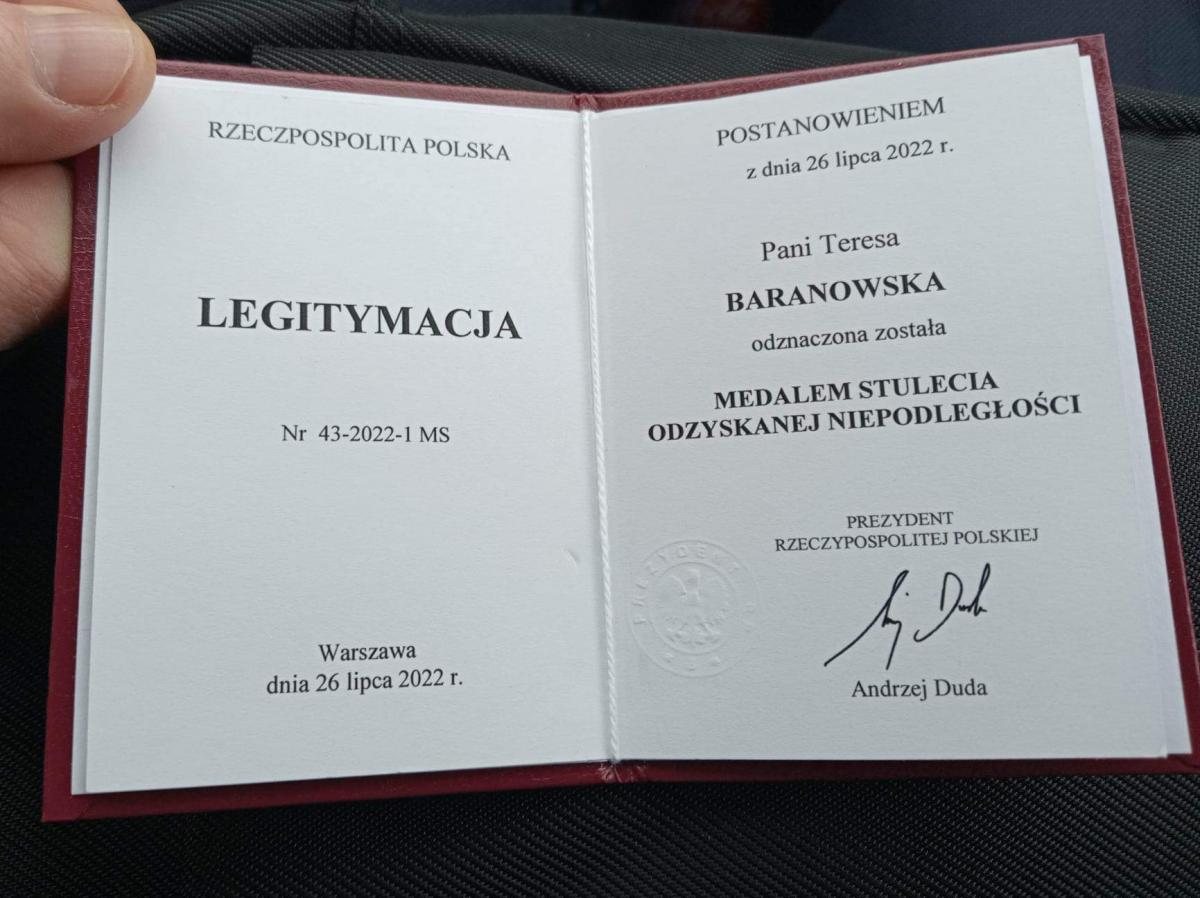 RZECZPOSPOLITA POLSKA
LEGITYMACJA
Nr 43-2022-1 MS
Warszawa
dnia 26 lipca 2022 r.
POSTANOWIENIEM
z dnia 26 lipca 2022 r.
Pani Teresa
BARANOWSKA
odznaczona została
MEDALEM STULECIA
ODZYSKANEJ NIEPODLEGŁOŚCI
PREZYDENT
RZECZYPOSPOLITEJ POLSKIEJ
Andrzej Duda